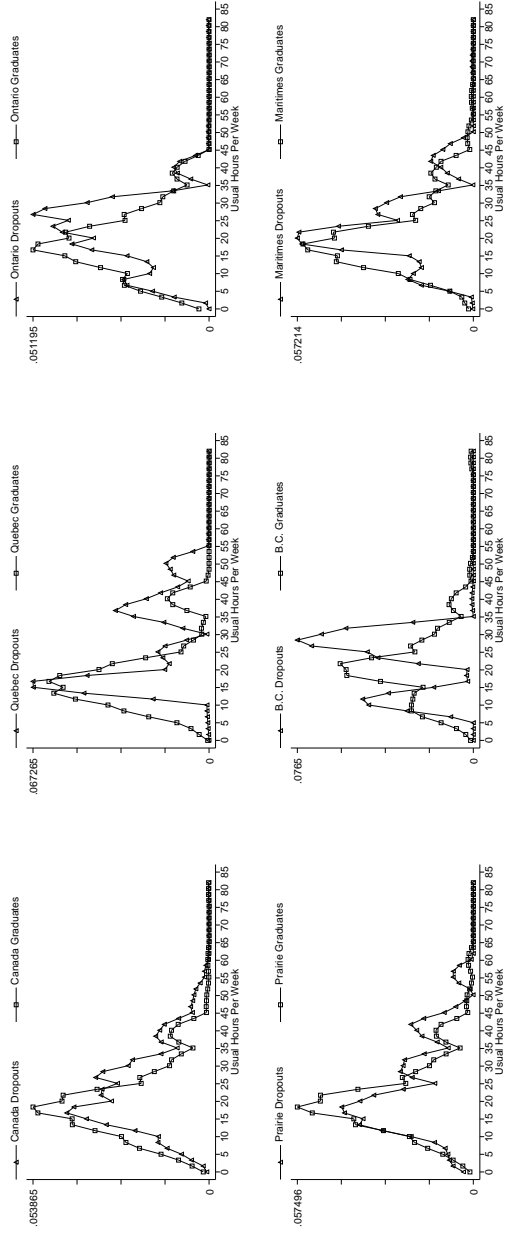 Canada Dropouts
Canada Graduates
.053865
0
0 5 10 15 20 25 30 35 40 45 50 55 60 65 70 75 80 85
Usual Hours Per Week
Quebec Dropouts
Quebec Graduates
.067265
0
0 5 10 15 20 25 30 35 40 45 50 55 60 65 70 75 80 85
Usual Hours Per Week
Ontario Dropouts
Ontario Graduates
.051195
0
0 5 10 15 20 25 30 35 40 45 50 55 60 65 70 75 80 85
Usual Hours Per Week
Prairie Dropouts
Prairie Graduates
.057496
0
0 5 10 15 20 25 30 35 40 45 50 55 60 65 70 75 80 85
Usual Hours Per Week
B.C. Dropouts
B.C. Graduates
.0765
0
0 5 10 15 20 25 30 35 40 45 50 55 60 65 70 75 80 85
Usual Hours Per Week
Maritimes Dropouts
Maritimes Graduates
.057214
0
0 5 10 15 20 25 30 35 40 45 50 55 60 65 70 75 80 85
Usual Hours Per Week